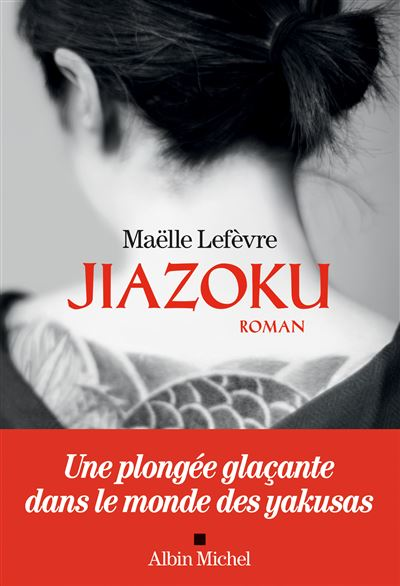 Maëlle Lefèvre
JIAZOKU
ROMAN
Une plongée glaçante
dans le monde des yakusas
Albin Michel